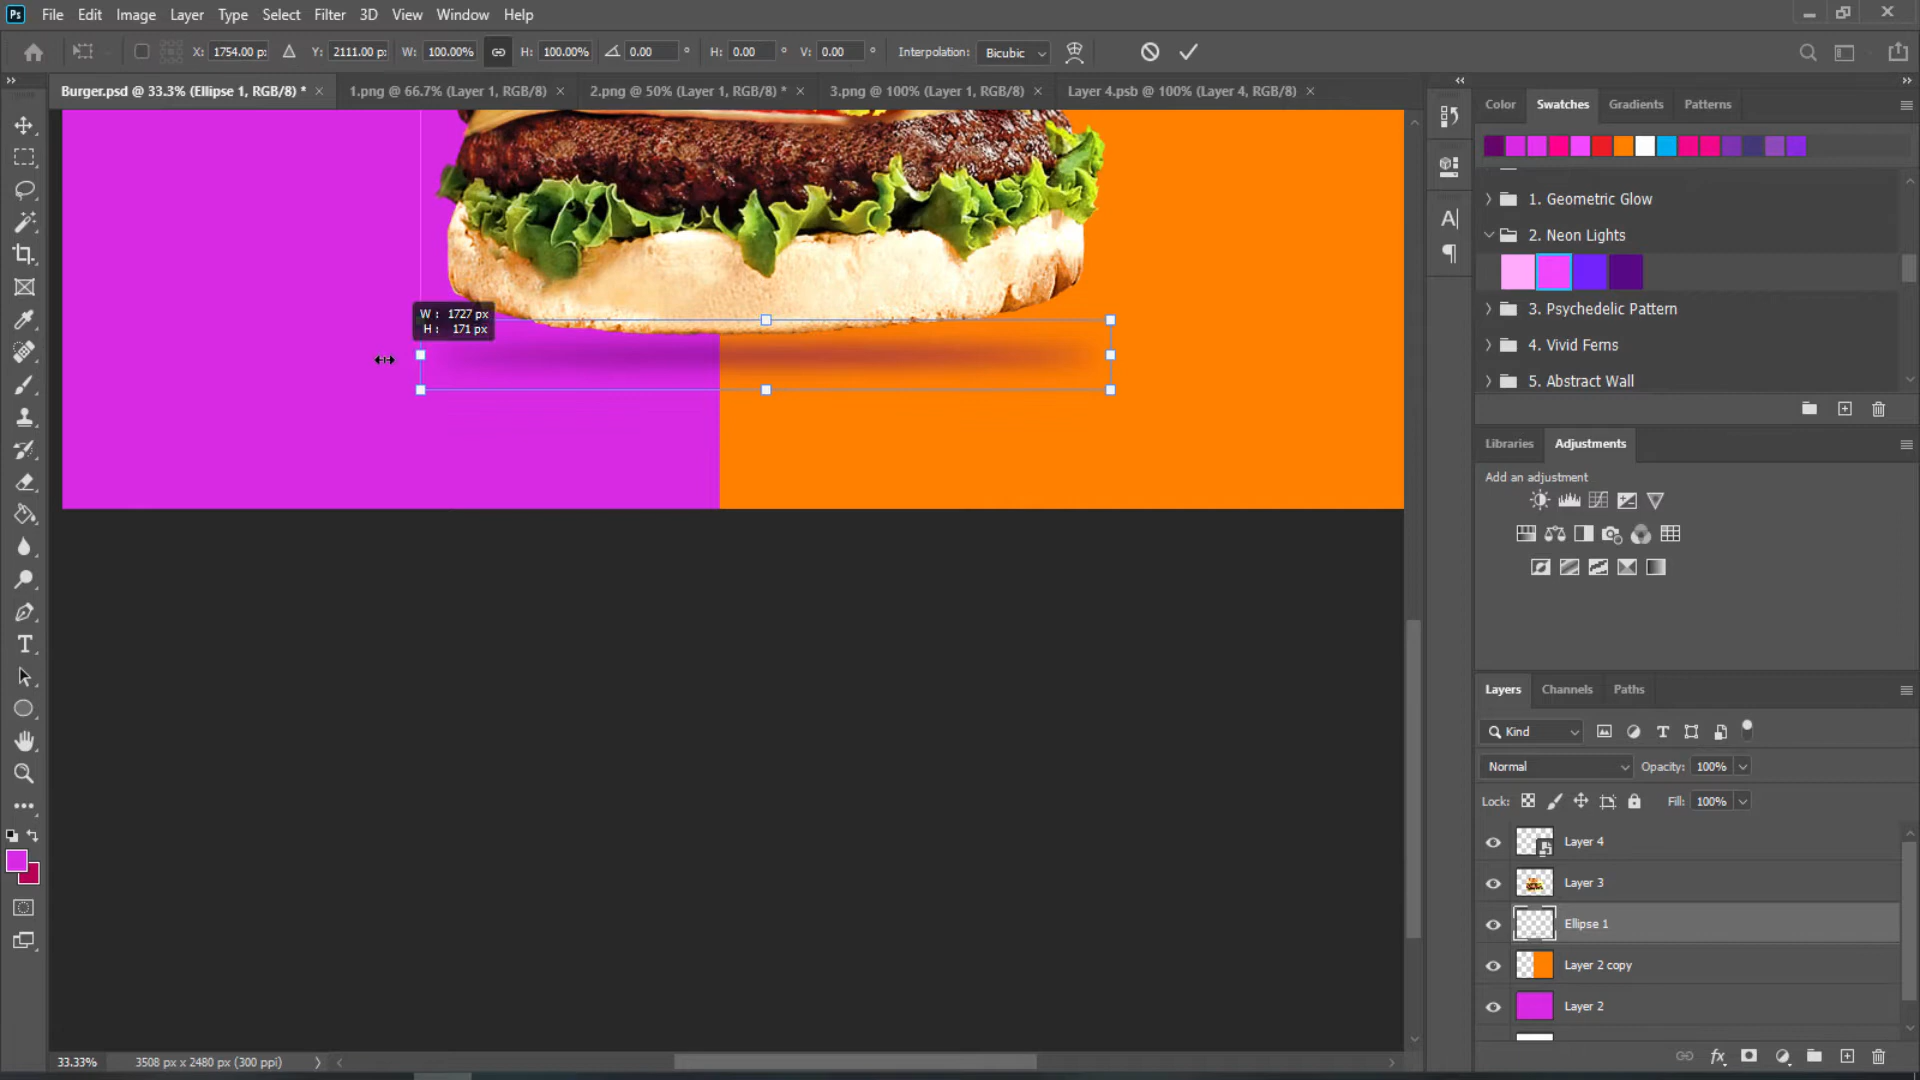 Ps File Edit Image Layer Type Select Filter 3D View Window Help
X: 1754.00 p: Y: 2111.00 p: W: 100.00% H: 100.00% 0.00 ° H: 0.00 ° V: 0.00 ° Interpolation: Bicubic
Burger.psd @ 33.3% (Ellipse 1, RGB/8) * × 1.png @ 66.7% (Layer 1, RGB/8) × 2.png @ 50% (Layer 1, RGB/8) * × 3.png @ 100% (Layer 1, RGB/8) × Layer 4.psb @ 100% (Layer 4, RGB/8) ×
Color Swatches Gradients Patterns
1. Geometric Glow
2. Neon Lights
3. Psychedelic Pattern
4. Vivid Ferns
5. Abstract Wall
W: 1727 px
H: 171 px
Libraries Adjustments
Add an adjustment
Layers Channels Paths
Kind
Normal Opacity: 100%
Lock: Fill: 100%
Layer 4
Layer 3
Ellipse 1
Layer 2 copy
Layer 2
33.33% 3508 px x 2480 px (300 ppi)